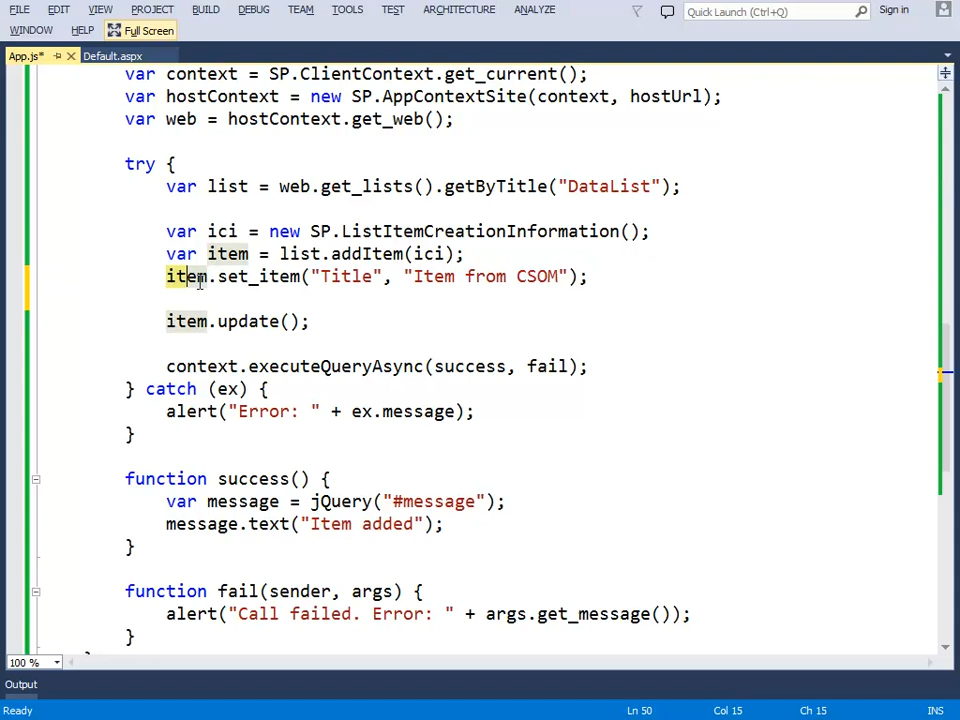 FILE EDIT VIEW PROJECT BUILD DEBUG TEAM TOOLS TEST ARCHITECTURE ANALYZE Quick Launch (Ctrl+Q) Sign in
WINDOW HELP Full Screen
App.js* Default.aspx
var context = SP.ClientContext.get_current();
var hostContext = new SP.AppContextSite(context, hostUrl);
var web = hostContext.get_web();
try {
var list = web.get_lists().getByTitle("DataList");
var ici = new SP.ListItemCreationInformation();
var item = list.addItem(ici);
item.set_item("Title", "Item from CSOM");
item.update();
context.executeQueryAsync(success, fail);
} catch (ex) {
alert("Error: " + ex.message);
}
function success() {
var message = jQuery("#message");
message.text("Item added");
}
function fail(sender, args) {
alert("Call failed. Error: " + args.get_message());
}
100 %
Output
Ready Ln 50 Col 15 Ch 15 INS